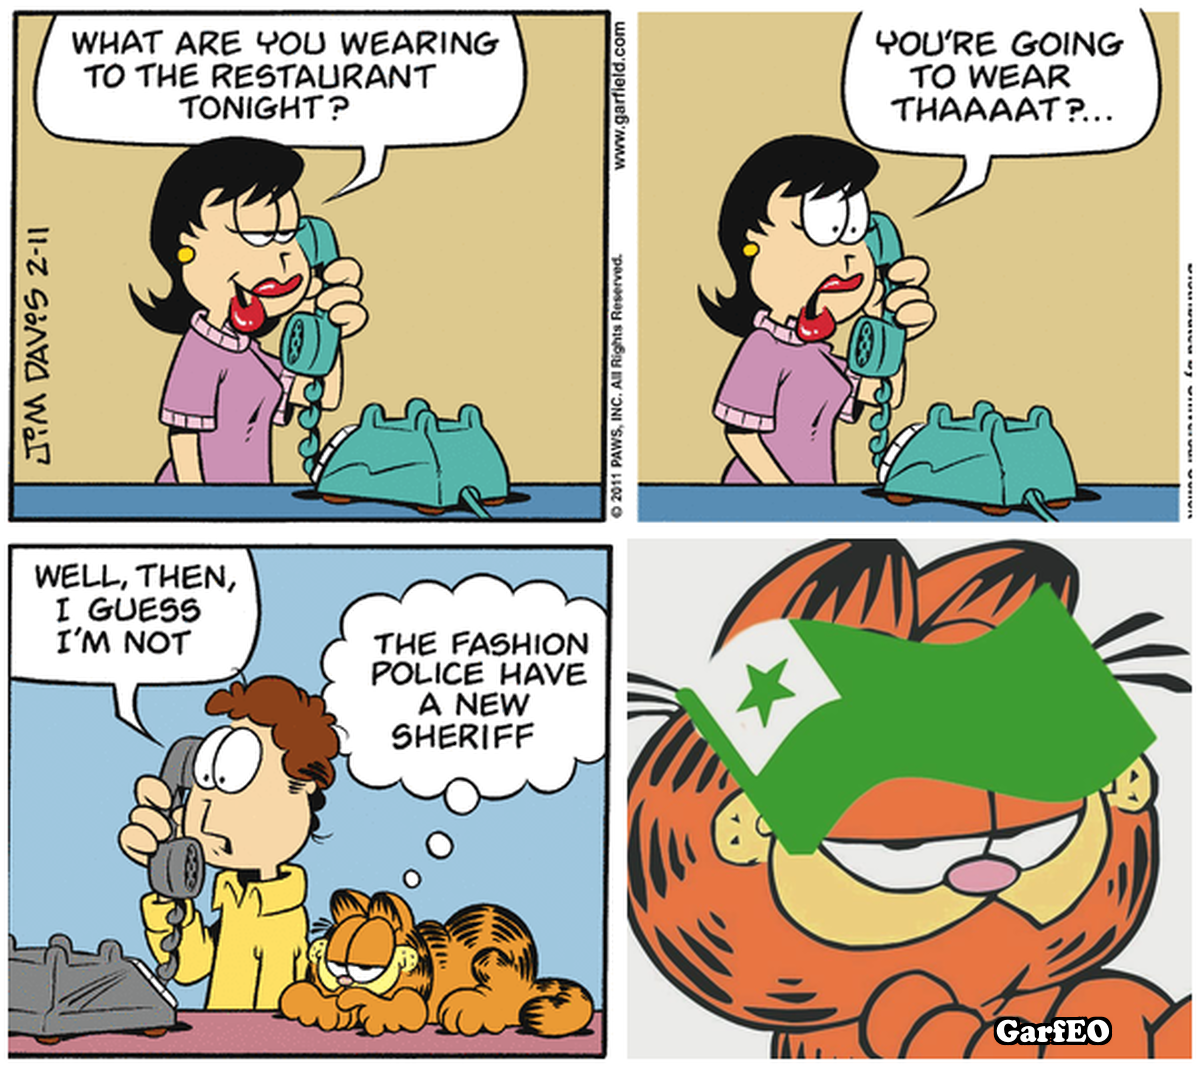 WHAT ARE YOU WEARING
TO THE RESTAURANT
TONIGHT?
JIM DAVIS 2-11
© 2011 PAWS, INC. All Rights Reserved.
www.garfield.com
YOU'RE GOING
TO WEAR
THAAAAT?...
WELL, THEN,
I GUESS
I'M NOT
THE FASHION
POLICE HAVE
A NEW
SHERIFF
GarfEO